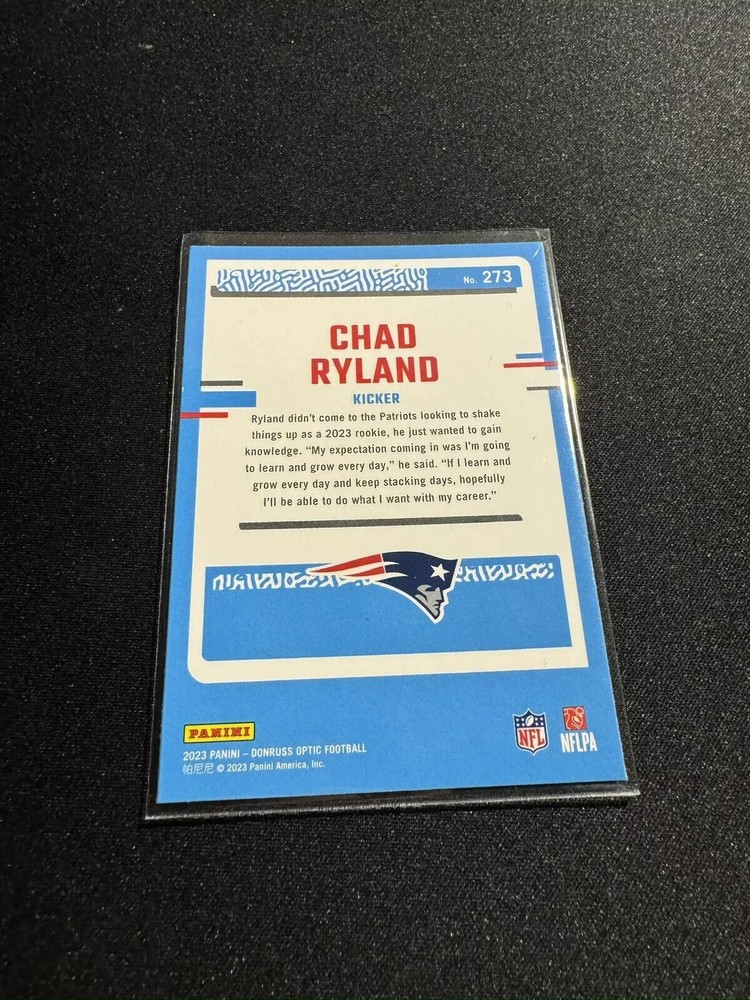 No. 273
CHAD
RYLAND
KICKER
Ryland didn't come to the Patriots looking to shake
things up as a 2023 rookie, he just wanted to gain
knowledge. “My expectation coming in was I'm going
to learn and grow every day,” he said. “If I learn and
grow every day and keep stacking days, hopefully
I'll be able to do what I want with my career.”
PANINI
2023 PANINI – DONRUSS OPTIC FOOTBALL
帕尼尼 © 2023 Panini America, Inc.
NFL
NFLPA